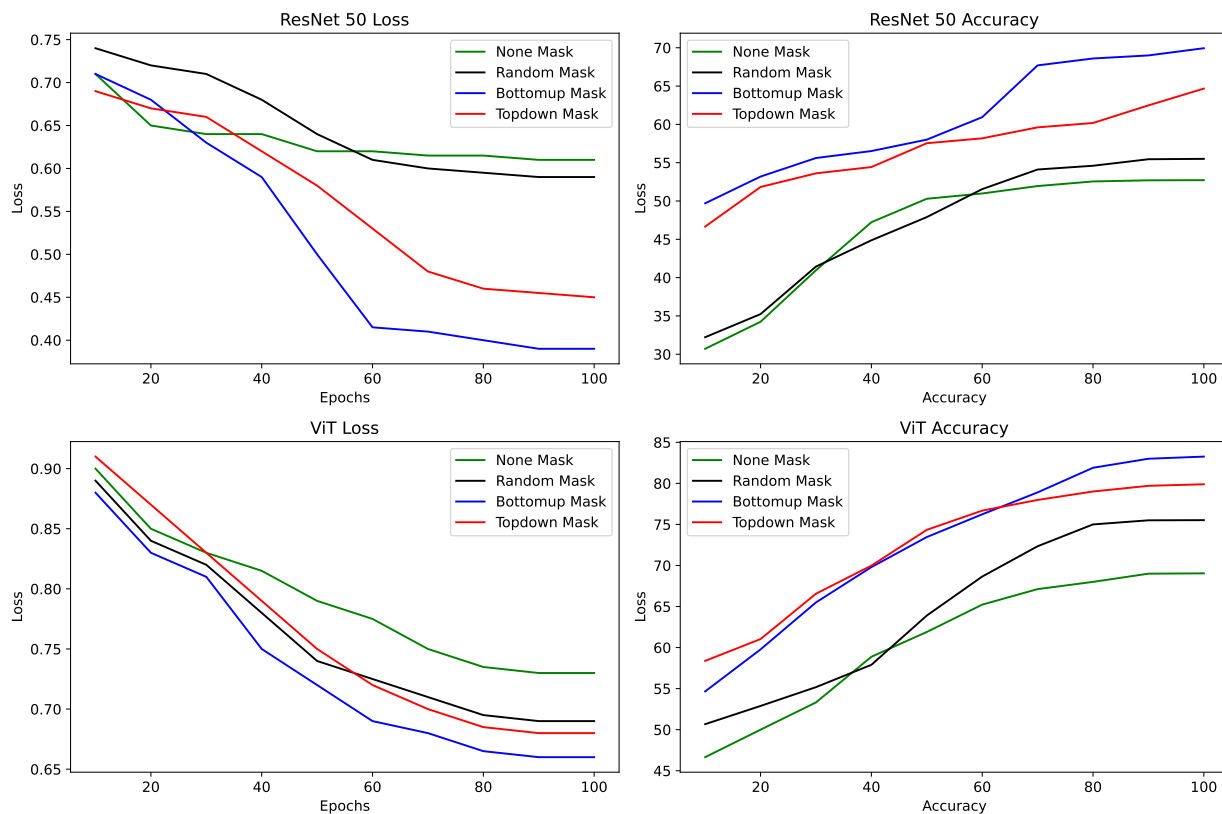 ResNet 50 Loss
0.75
0.70
0.65
0.60
0.55
0.50
0.45
0.40
Loss
20
40
60
80
100
Epochs
None Mask
Random Mask
Bottomup Mask
Topdown Mask
ResNet 50 Accuracy
70
65
60
55
50
45
40
35
30
Loss
20
40
60
80
100
Accuracy
None Mask
Random Mask
Bottomup Mask
Topdown Mask
ViT Loss
0.90
0.85
0.80
0.75
0.70
0.65
Loss
20
40
60
80
100
Epochs
None Mask
Random Mask
Bottomup Mask
Topdown Mask
ViT Accuracy
85
80
75
70
65
60
55
50
45
Loss
20
40
60
80
100
Accuracy
None Mask
Random Mask
Bottomup Mask
Topdown Mask